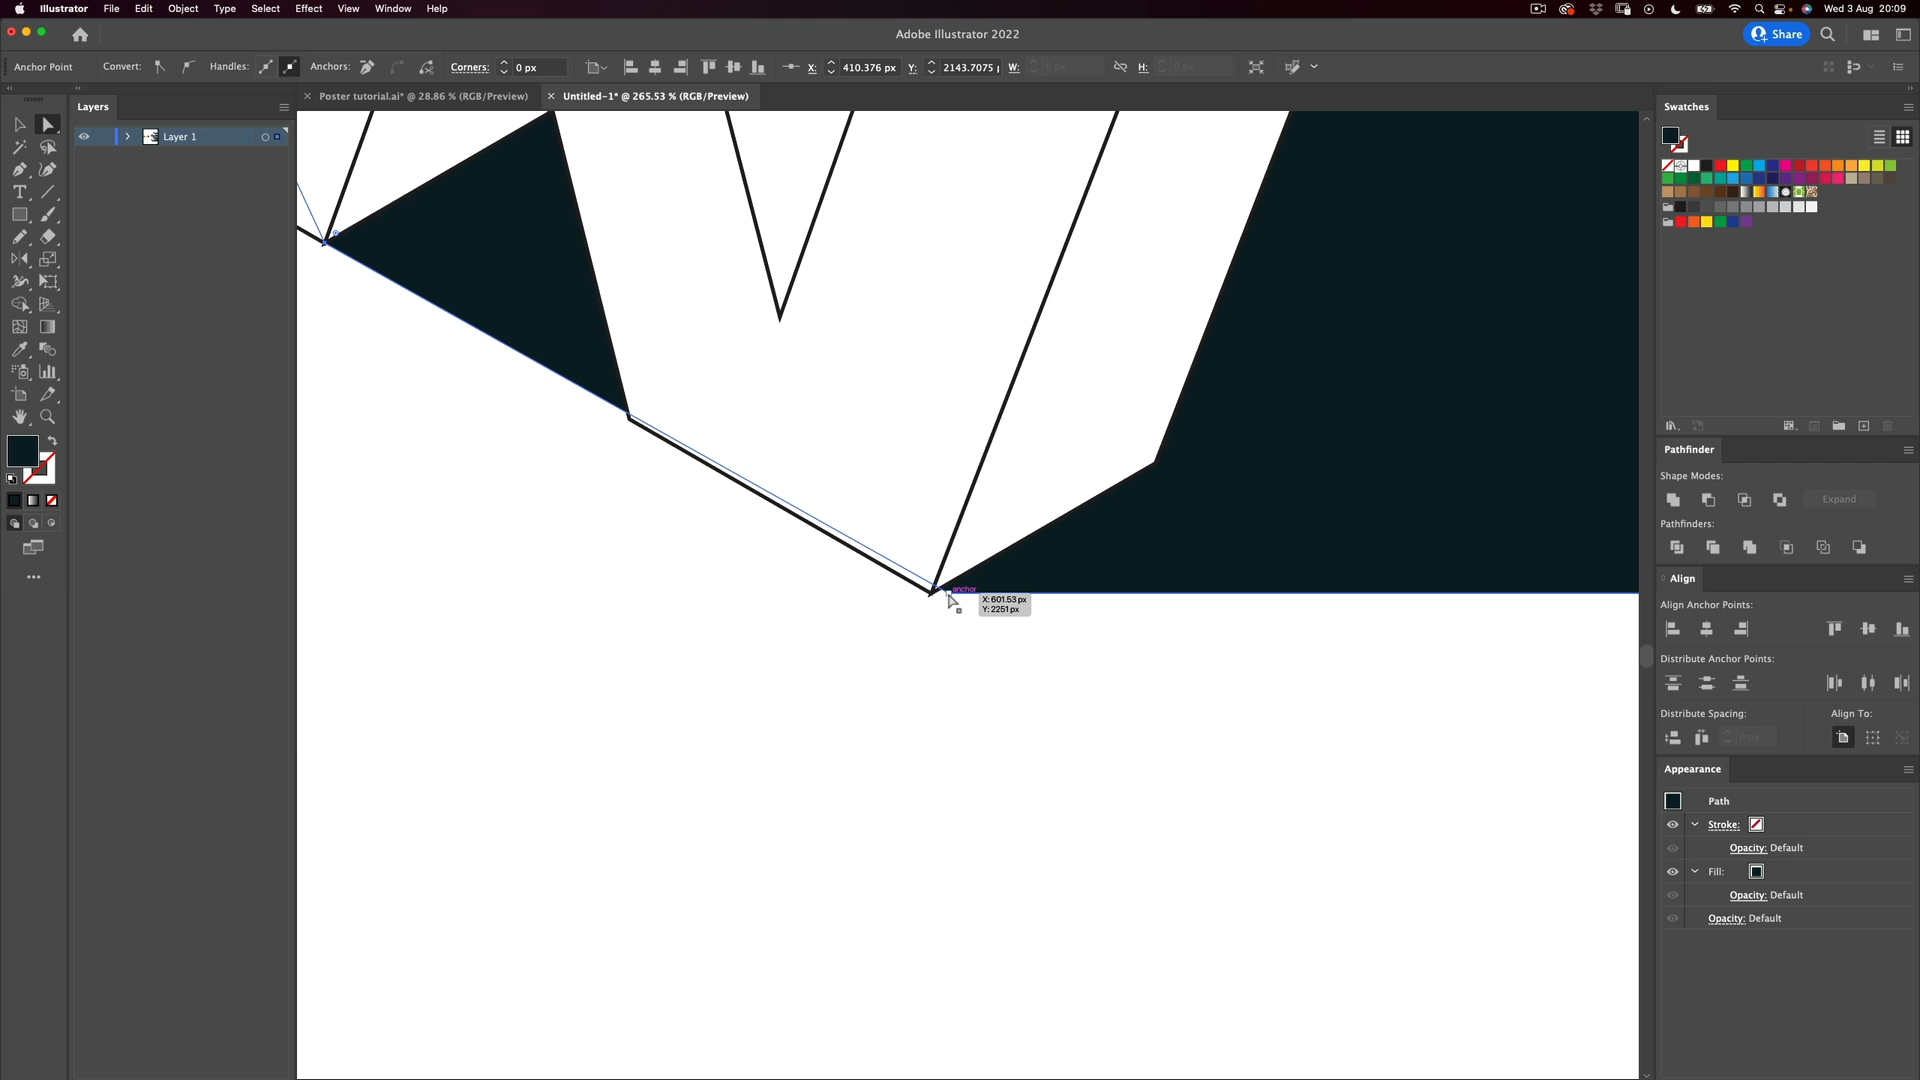 Illustrator File Edit Object Type Select Effect View Window Help
Wed 3 Aug 20:09
Adobe Illustrator 2022
Share
Anchor Point
Convert:
Handles:
Anchors:
Corners:
0 px
X:
410.376 px
Y:
2143.7075
W:
0 px
H:
0 px
Layers
Poster tutorial.ai* @ 28.86 % (RGB/Preview)
Untitled-1* @ 265.53 % (RGB/Preview)
Swatches
Layer 1
anchor
X: 601.53 px
Y: 2251 px
Pathfinder
Shape Modes:
Expand
Pathfinders:
Align
Align Anchor Points:
Distribute Anchor Points:
Distribute Spacing:
Align To:
0 px
Appearance
Path
Stroke:
Opacity: Default
Fill:
Opacity: Default
Opacity: Default